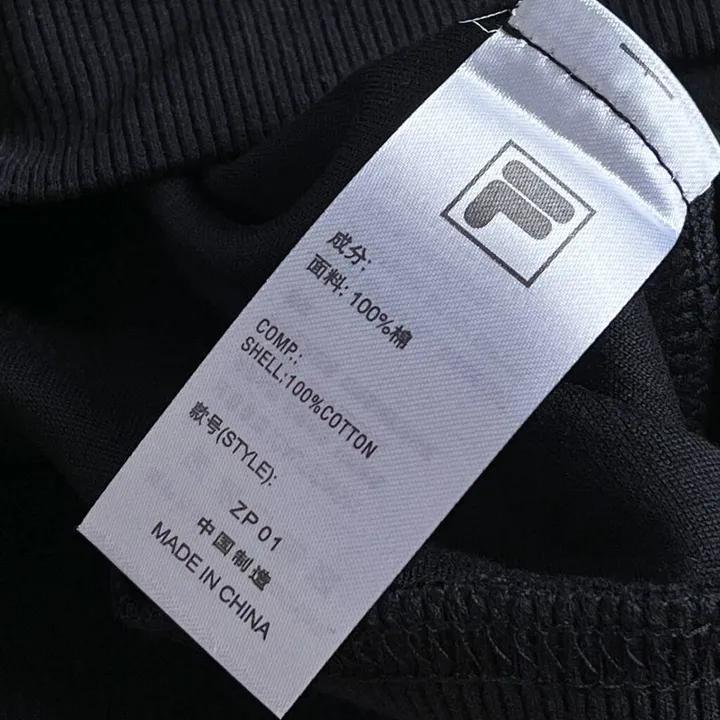 成分:
面料: 100%棉
COMP.:
SHELL:100%COTTON
款号(STYLE):
ZP 01
中国制造
MADE IN CHINA